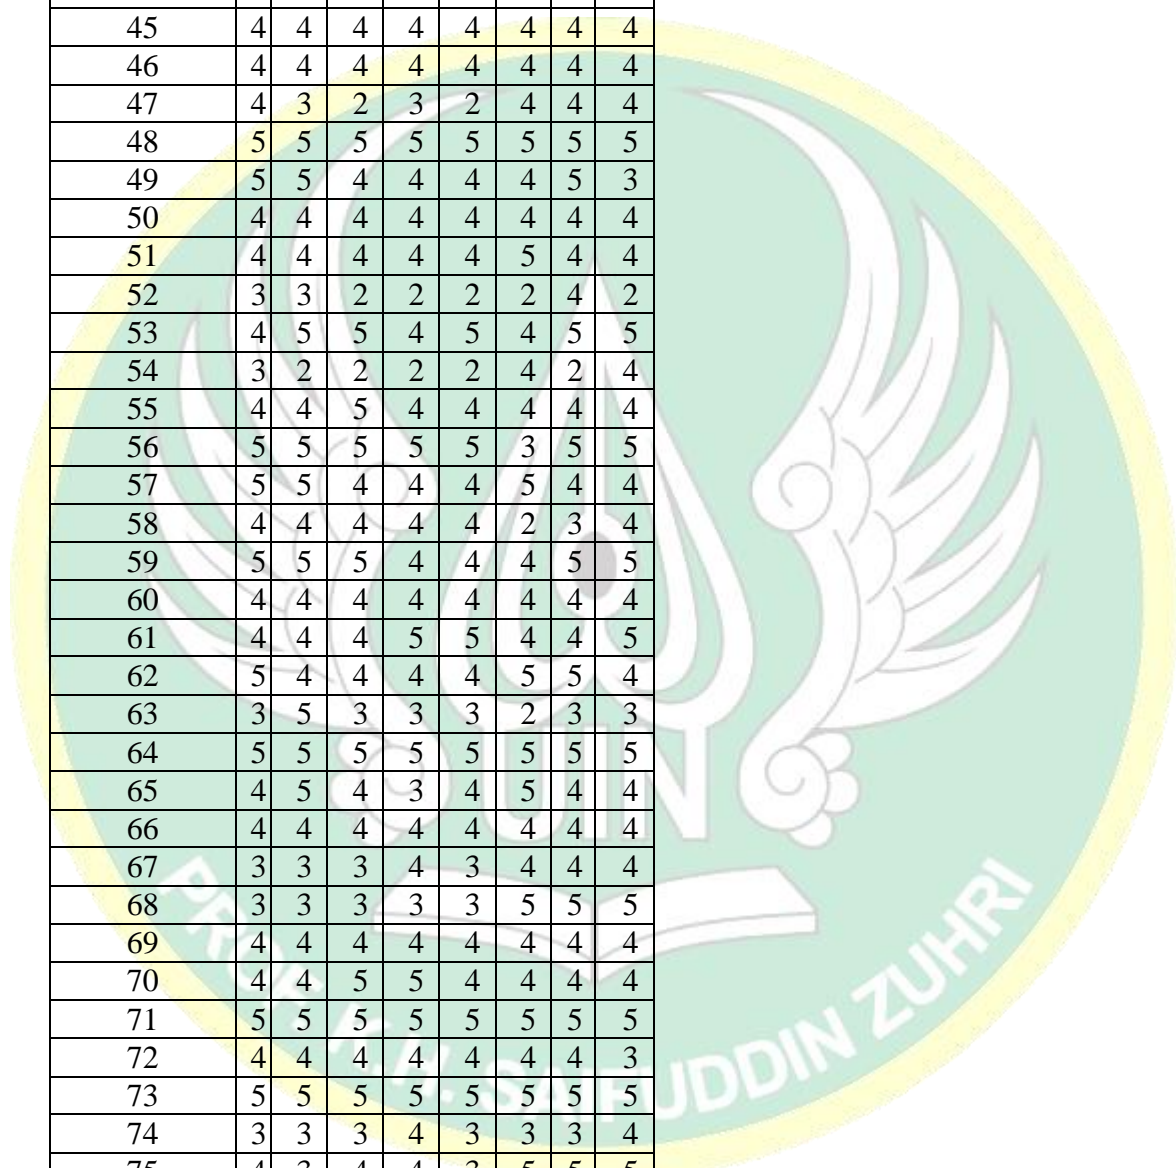 45 4 4 4 4 4 4 4 4
46 4 4 4 4 4 4 4 4
47 4 3 2 3 2 4 4 4
48 5 5 5 5 5 5 5 5
49 5 5 4 4 4 4 5 3
50 4 4 4 4 4 4 4 4
51 4 4 4 4 4 5 4 4
52 3 3 2 2 2 2 4 2
53 4 5 5 4 5 4 5 5
54 3 2 2 2 2 4 2 4
55 4 4 5 4 4 4 4 4
56 5 5 5 5 5 3 5 5
57 5 5 4 4 4 5 4 4
58 4 4 4 4 4 2 3 4
59 5 5 5 4 4 4 5 5
60 4 4 4 4 4 4 4 4
61 4 4 4 5 5 4 4 5
62 5 4 4 4 4 5 5 4
63 3 5 3 3 3 2 3 3
64 5 5 5 5 5 5 5 5
65 4 5 4 3 4 5 4 4
66 4 4 4 4 4 4 4 4
67 3 3 3 4 3 4 4 4
68 3 3 3 3 3 5 5 5
69 4 4 4 4 4 4 4 4
70 4 4 5 5 4 4 4 4
71 5 5 5 5 5 5 5 5
72 4 4 4 4 4 4 4 3
73 5 5 5 5 5 5 5 5
74 3 3 3 4 3 3 3 4
75 4 3 4 4 3 5 5 5
UIN
PROF. K.H. SAIFUDDIN ZUHRI